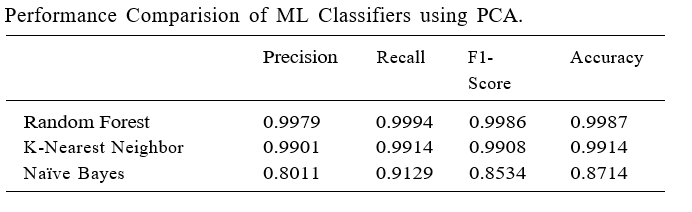 Performance Comparision of ML Classifiers using PCA.
Precision Recall F1- Accuracy
Score
Random Forest 0.9979 0.9994 0.9986 0.9987
K-Nearest Neighbor 0.9901 0.9914 0.9908 0.9914
Naïve Bayes 0.8011 0.9129 0.8534 0.8714